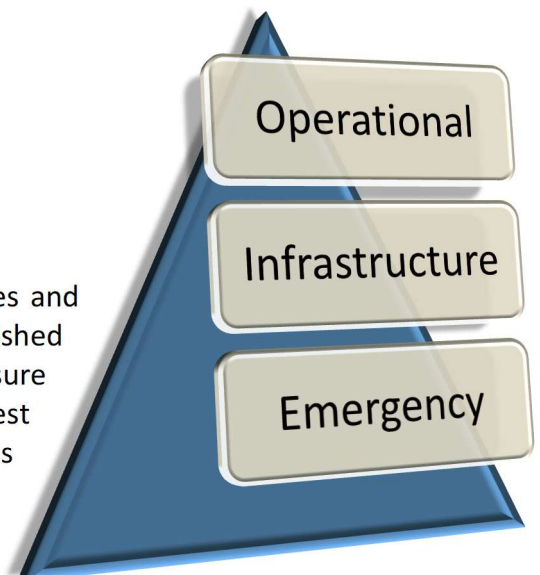 es and
shed
sure
est
s
Operational
Infrastructure
Emergency